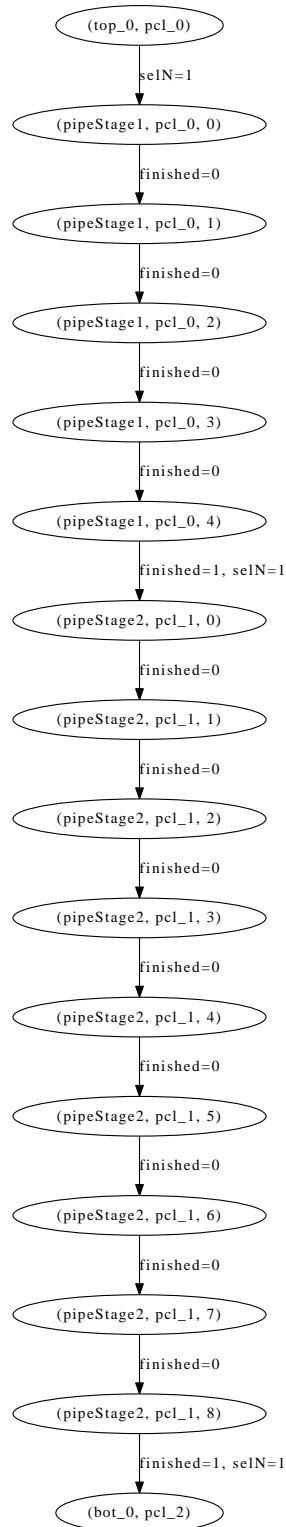 (top_0, pcl_0)
selN=1
(pipeStage1, pcl_0, 0)
finished=0
(pipeStage1, pcl_0, 1)
finished=0
(pipeStage1, pcl_0, 2)
finished=0
(pipeStage1, pcl_0, 3)
finished=0
(pipeStage1, pcl_0, 4)
finished=1, selN=1
(pipeStage2, pcl_1, 0)
finished=0
(pipeStage2, pcl_1, 1)
finished=0
(pipeStage2, pcl_1, 2)
finished=0
(pipeStage2, pcl_1, 3)
finished=0
(pipeStage2, pcl_1, 4)
finished=0
(pipeStage2, pcl_1, 5)
finished=0
(pipeStage2, pcl_1, 6)
finished=0
(pipeStage2, pcl_1, 7)
finished=0
(pipeStage2, pcl_1, 8)
finished=1, selN=1
(bot_0, pcl_2)